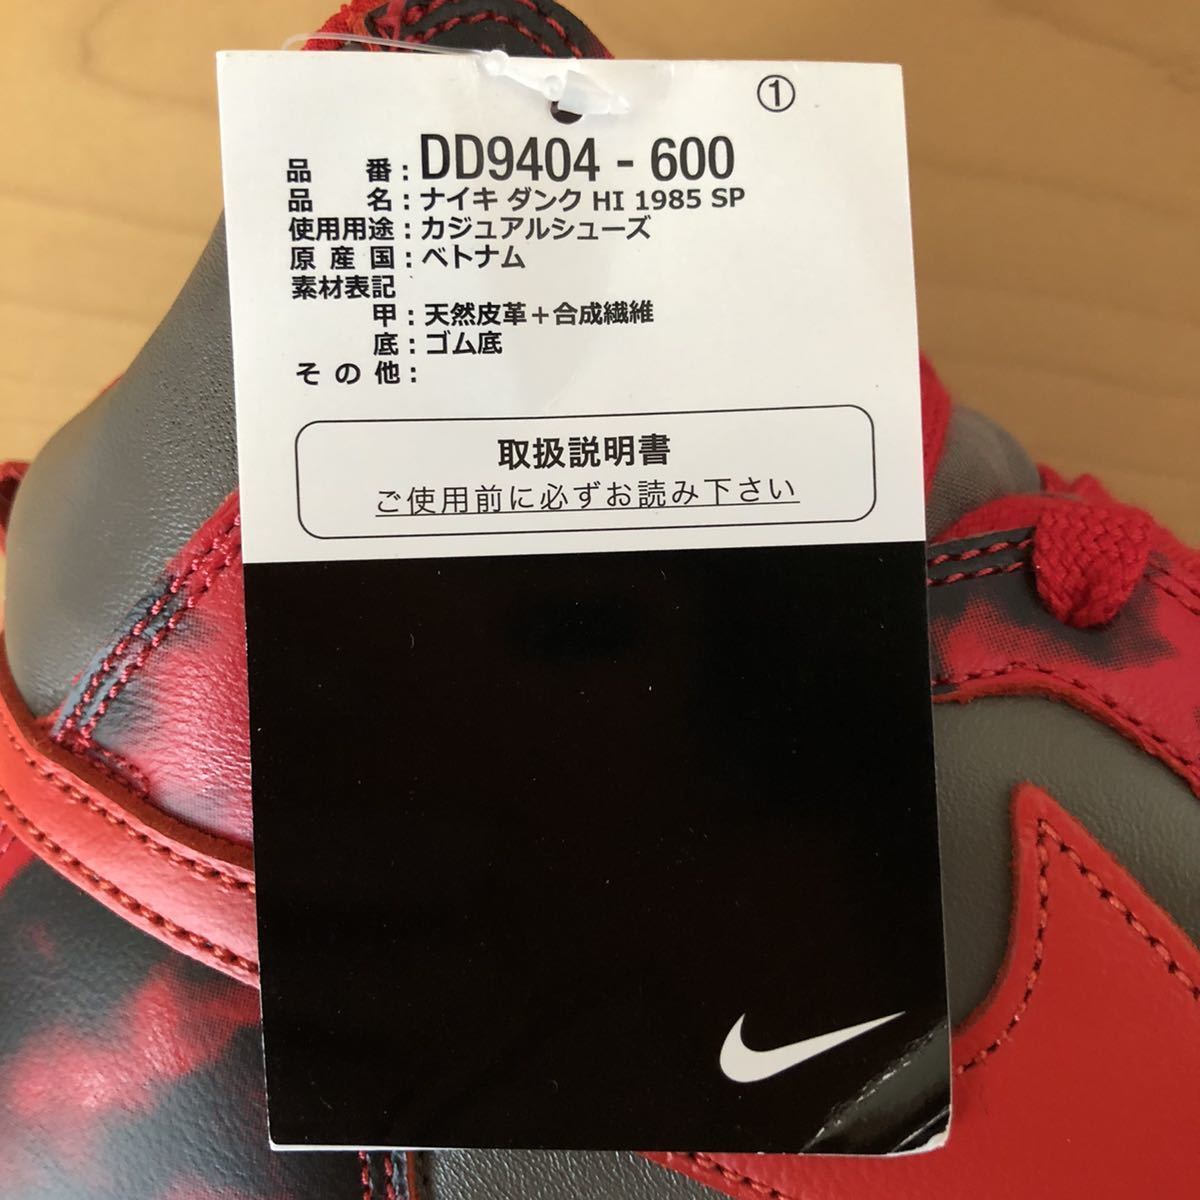 ①
品番：DD9404 - 600
品名：ナイキ ダンク HI 1985 SP
使用用途：カジュアルシューズ
原産国：ベトナム
素材表記
甲：天然皮革＋合成繊維
底：ゴム底
その他：
取扱説明書
ご使用前に必ずお読み下さい